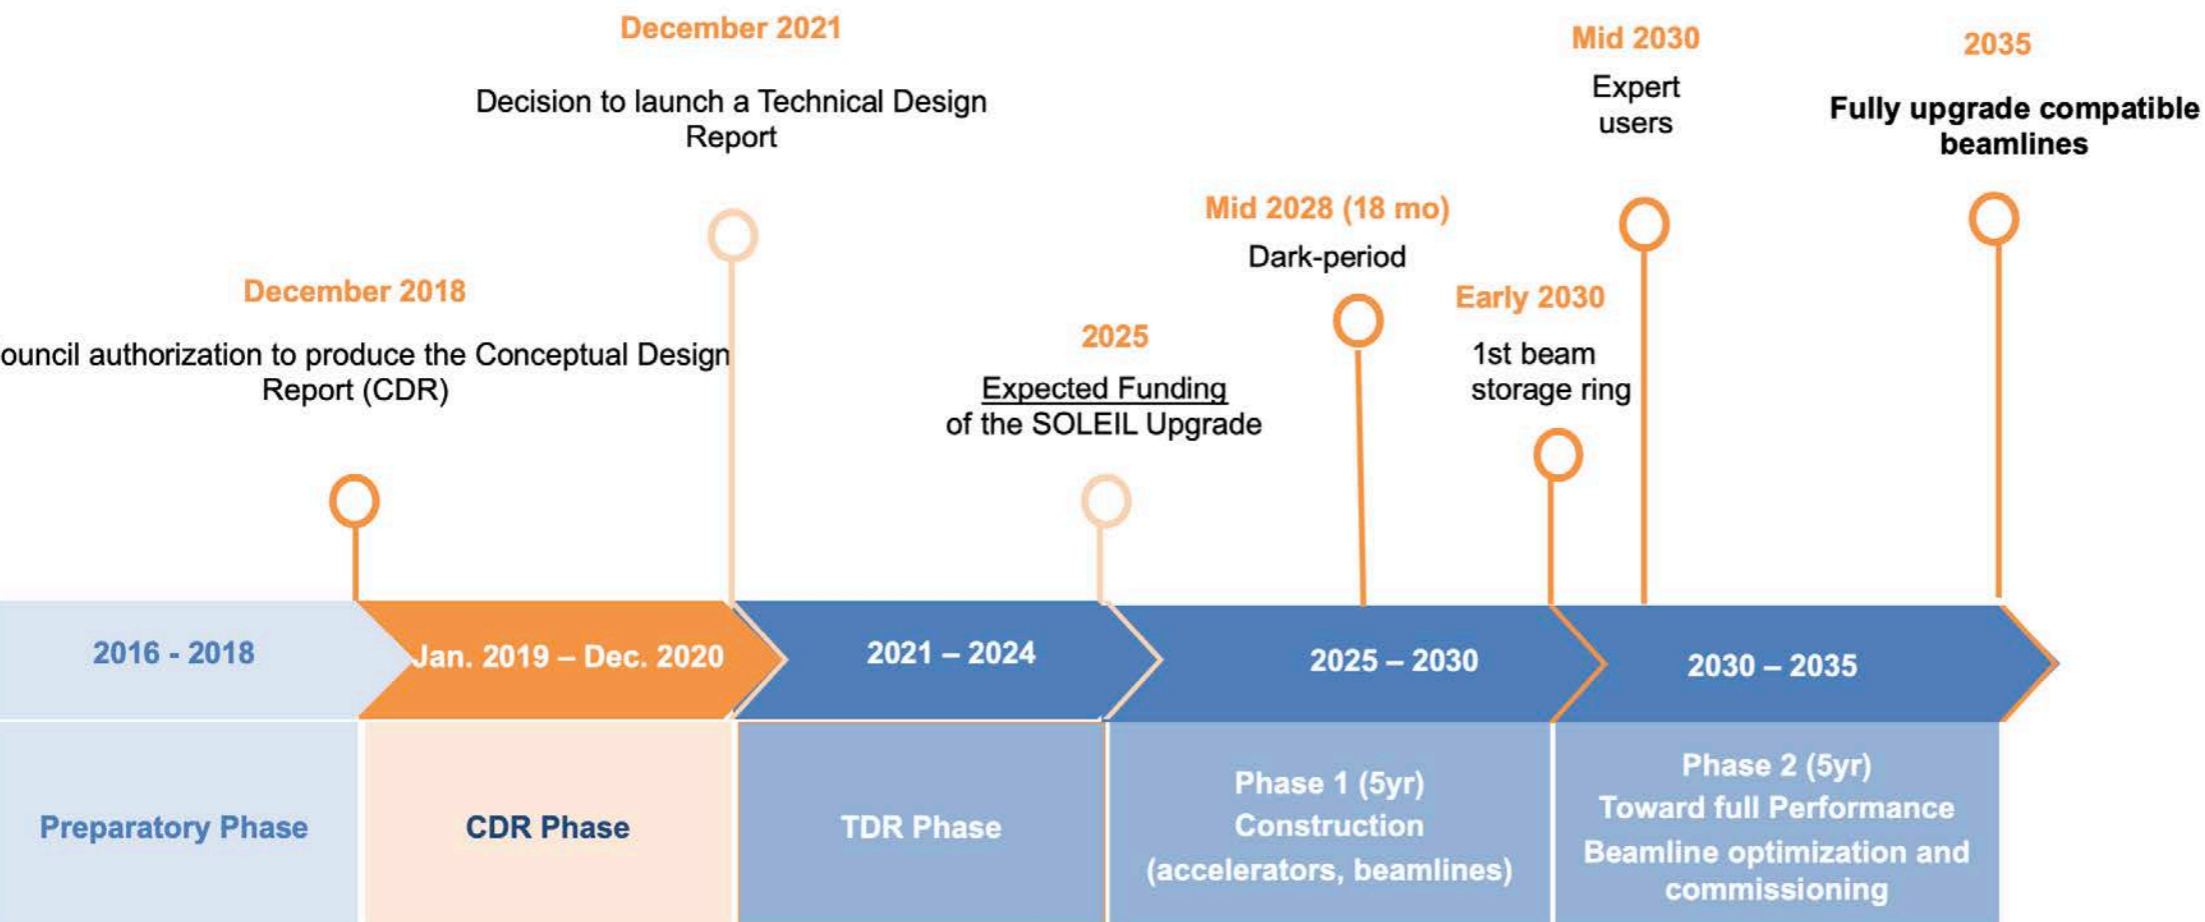 December 2021
Decision to launch a Technical Design
Report
Mid 2030
Expert
users
2035
Fully upgrade compatible
beamlines
Mid 2028 (18 mo)
Dark-period
December 2018
ouncil authorization to produce the Conceptual Design
Report (CDR)
2025
Expected Funding
of the SOLEIL Upgrade
Early 2030
1st beam
storage ring
2016 - 2018
Jan. 2019 – Dec. 2020
2021 – 2024
2025 – 2030
2030 – 2035
Preparatory Phase
CDR Phase
TDR Phase
Phase 1 (5yr)
Construction
(accelerators, beamlines)
Phase 2 (5yr)
Toward full Performance
Beamline optimization and
commissioning